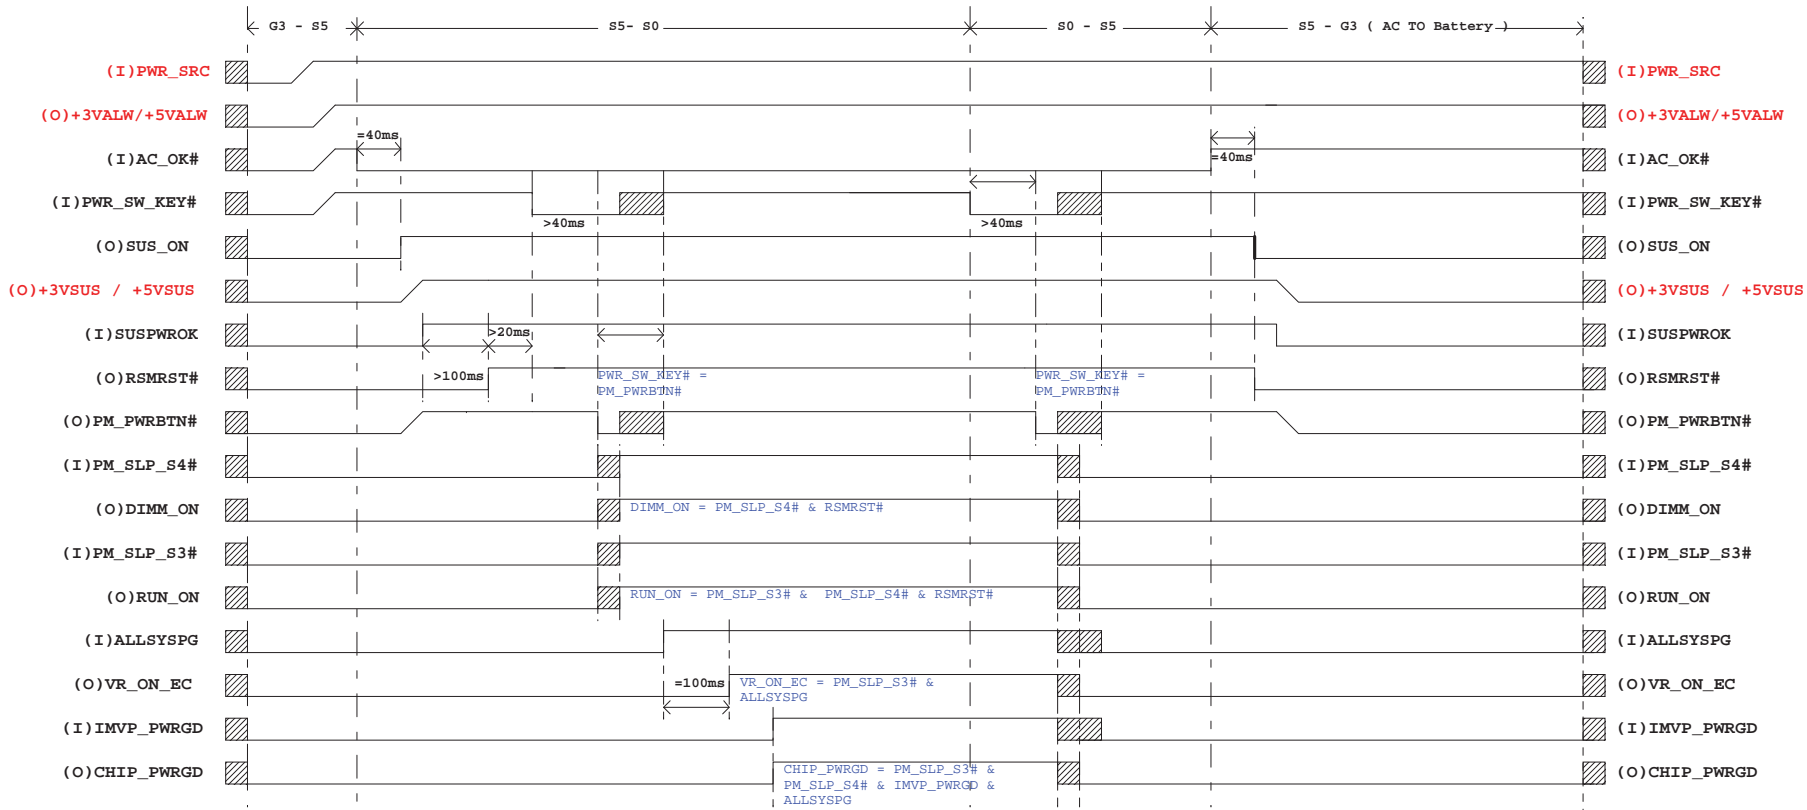 G3 - S5
S5- S0
S0 - S5
S5 - G3 ( AC TO Battery )
(I)PWR_SRC
(I)PWR_SRC
(O)+3VALW/+5VALW
(O)+3VALW/+5VALW
=40ms
(I)AC_OK#
=40ms
(I)AC_OK#
(I)PWR_SW_KEY#
(I)PWR_SW_KEY#
>40ms
>40ms
(O)SUS_ON
(O)SUS_ON
(O)+3VSUS / +5VSUS
(O)+3VSUS / +5VSUS
(I)SUSPWROK
>20ms
(I)SUSPWROK
(O)RSMRST#
>100ms
PWR_SW_KEY# =
PM_PWRBTN#
PWR_SW_KEY# =
PM_PWRBTN#
(O)RSMRST#
(O)PM_PWRBTN#
(O)PM_PWRBTN#
(I)PM_SLP_S4#
(I)PM_SLP_S4#
(O)DIMM_ON
DIMM_ON = PM_SLP_S4# & RSMRST#
(O)DIMM_ON
(I)PM_SLP_S3#
(I)PM_SLP_S3#
(O)RUN_ON
RUN_ON = PM_SLP_S3# &  PM_SLP_S4# & RSMRST#
(O)RUN_ON
(I)ALLSYSPG
(I)ALLSYSPG
(O)VR_ON_EC
=100ms
VR_ON_EC = PM_SLP_S3# &
ALLSYSPG
(O)VR_ON_EC
(I)IMVP_PWRGD
(I)IMVP_PWRGD
(O)CHIP_PWRGD
CHIP_PWRGD = PM_SLP_S3# &
PM_SLP_S4# & IMVP_PWRGD &
ALLSYSPG
(O)CHIP_PWRGD